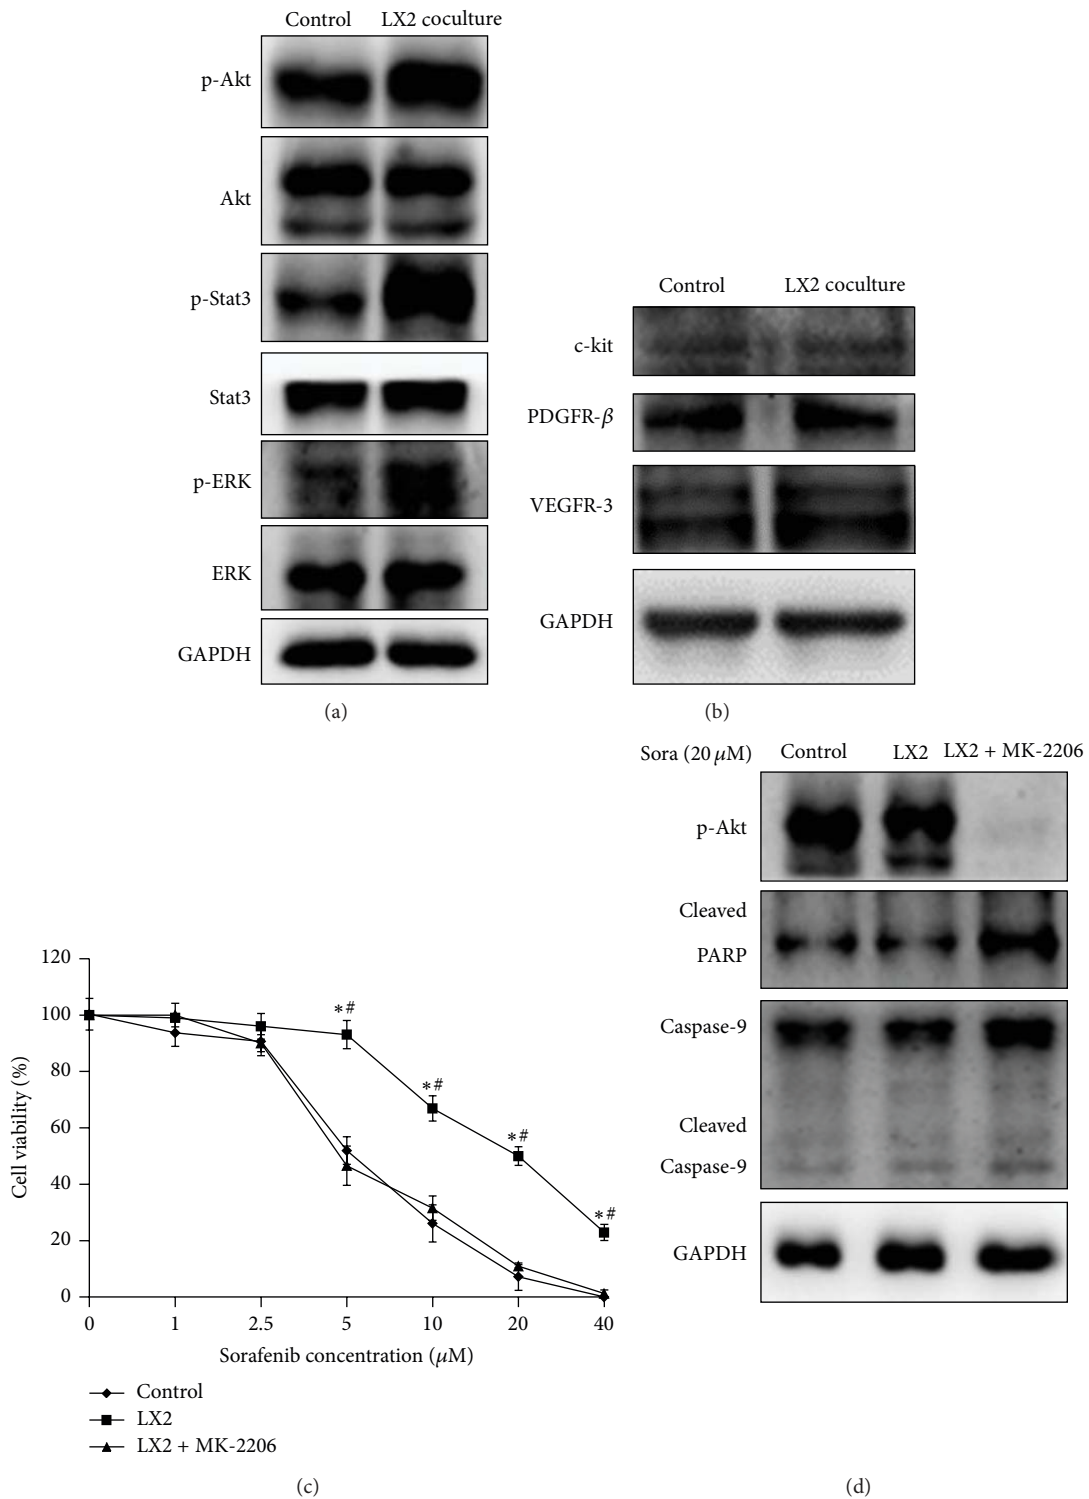 Control LX2 coculture
p-Akt
Akt
p-Stat3
Stat3
p-ERK
ERK
GAPDH
(a)
Control LX2 coculture
c-kit
PDGFR-β
VEGFR-3
GAPDH
(b)
120
100
80
60
40
20
0
Cell viability (%)
*#
*#
*#
*#
0 1 2.5 5 10 20 40
Sorafenib concentration (μM)
Control
LX2
LX2 + MK-2206
(c)
Sora (20 μM) Control LX2 LX2 + MK-2206
p-Akt
Cleaved
PARP
Caspase-9
Cleaved
Caspase-9
GAPDH
(d)